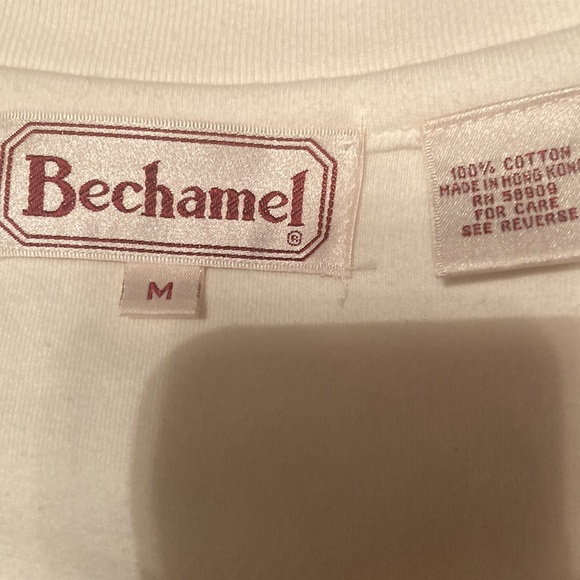 Bechamel
®
M
100% COTTON
MADE IN HONG KONG
RN 58909
FOR CARE
SEE REVERSE